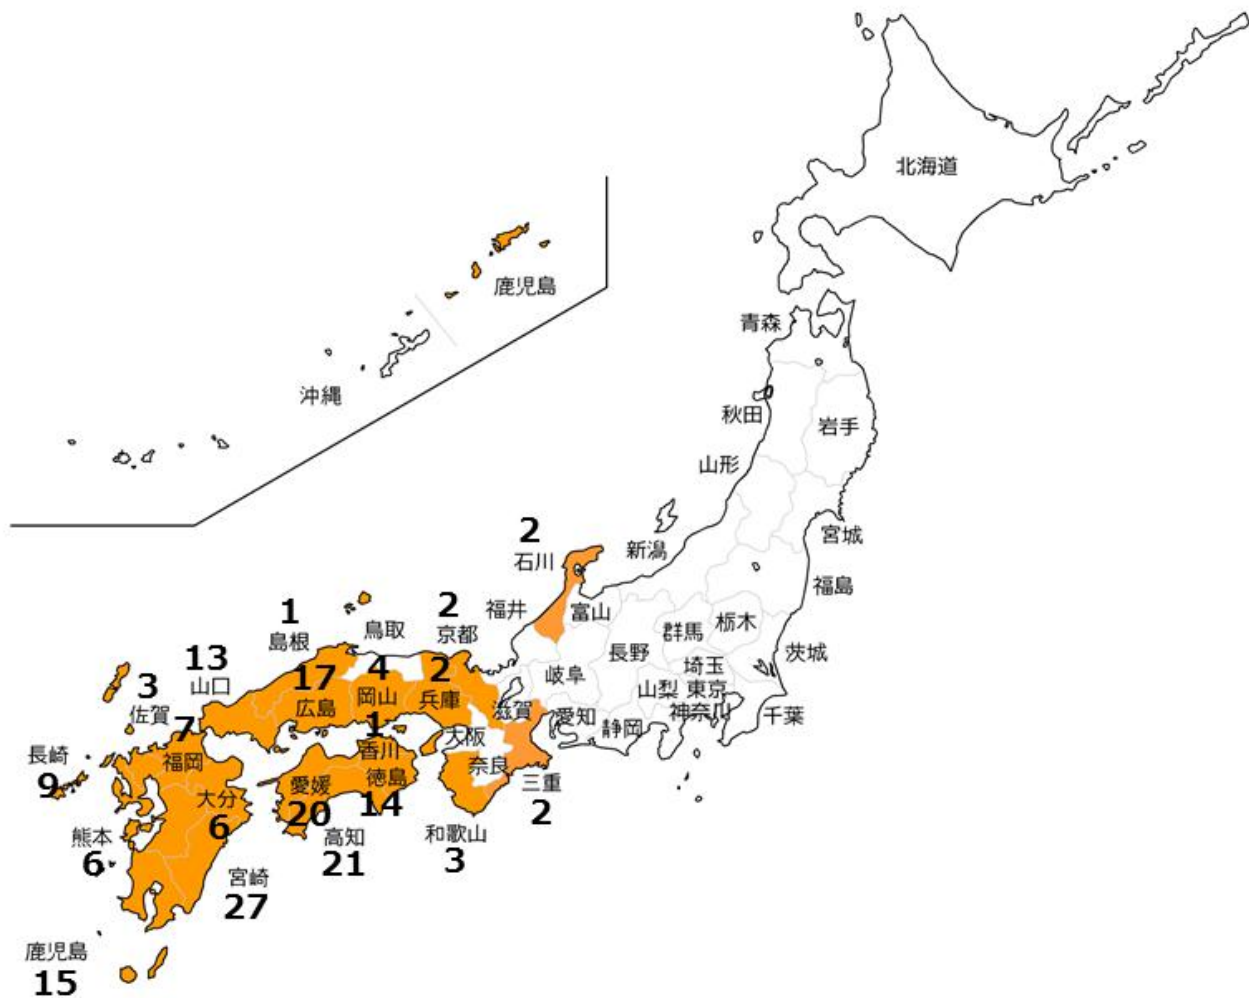 北海道
鹿児島
青森
沖縄
秋田
岩手
山形
宮城
2
石川
新潟
福島
1
島根
鳥取
2
京都
福井
富山
群馬
栃木
長野
茨城
13
山口
17
広島
4
岡山
2
兵庫
岐阜
埼玉
山梨
東京
3
佐賀
滋賀
愛知
静岡
神奈川
千葉
7
福岡
1
香川
大阪
長崎
9
奈良
三重
2
大分
6
愛媛
20
徳島
14
熊本
6
高知
21
和歌山
3
宮崎
27
鹿児島
15